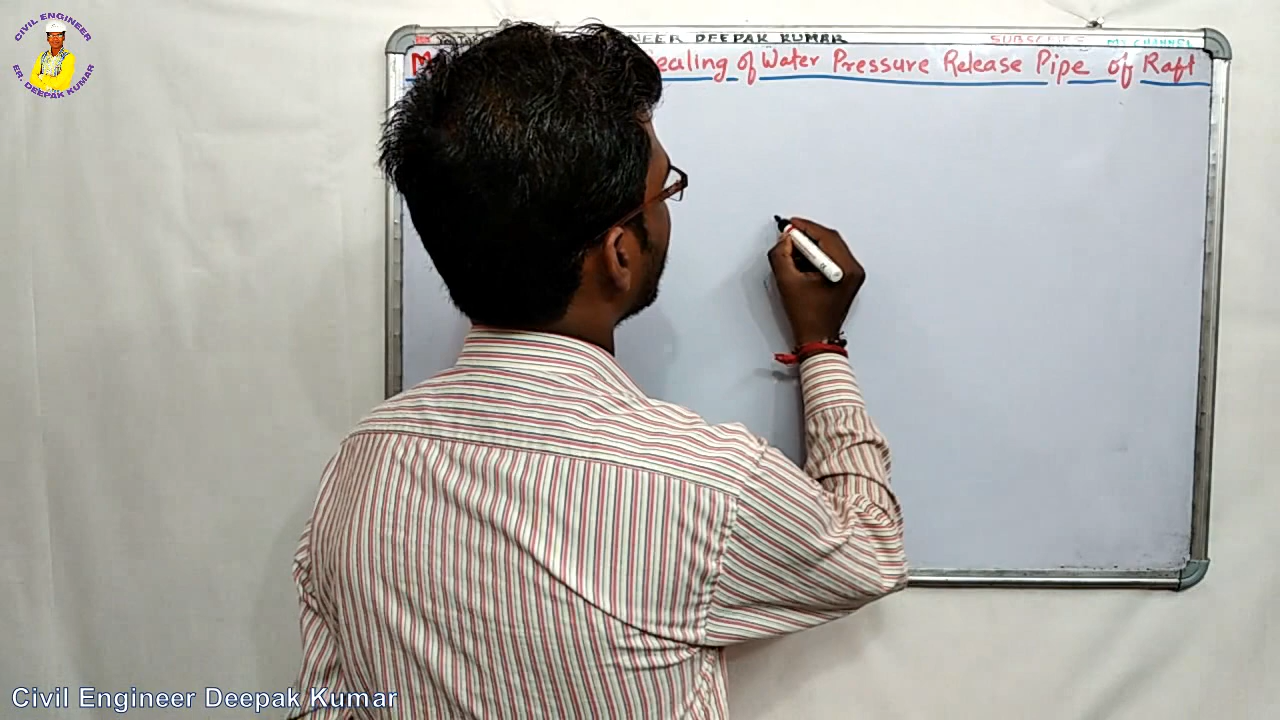 CIVIL ENGINEER
ER. DEEPAK KUMAR
NEER DEEPAK KUMAR SUBSCRIBE MY CHANNEL
ealing of Water Pressure Release Pipe of Raft
Civil Engineer Deepak Kumar